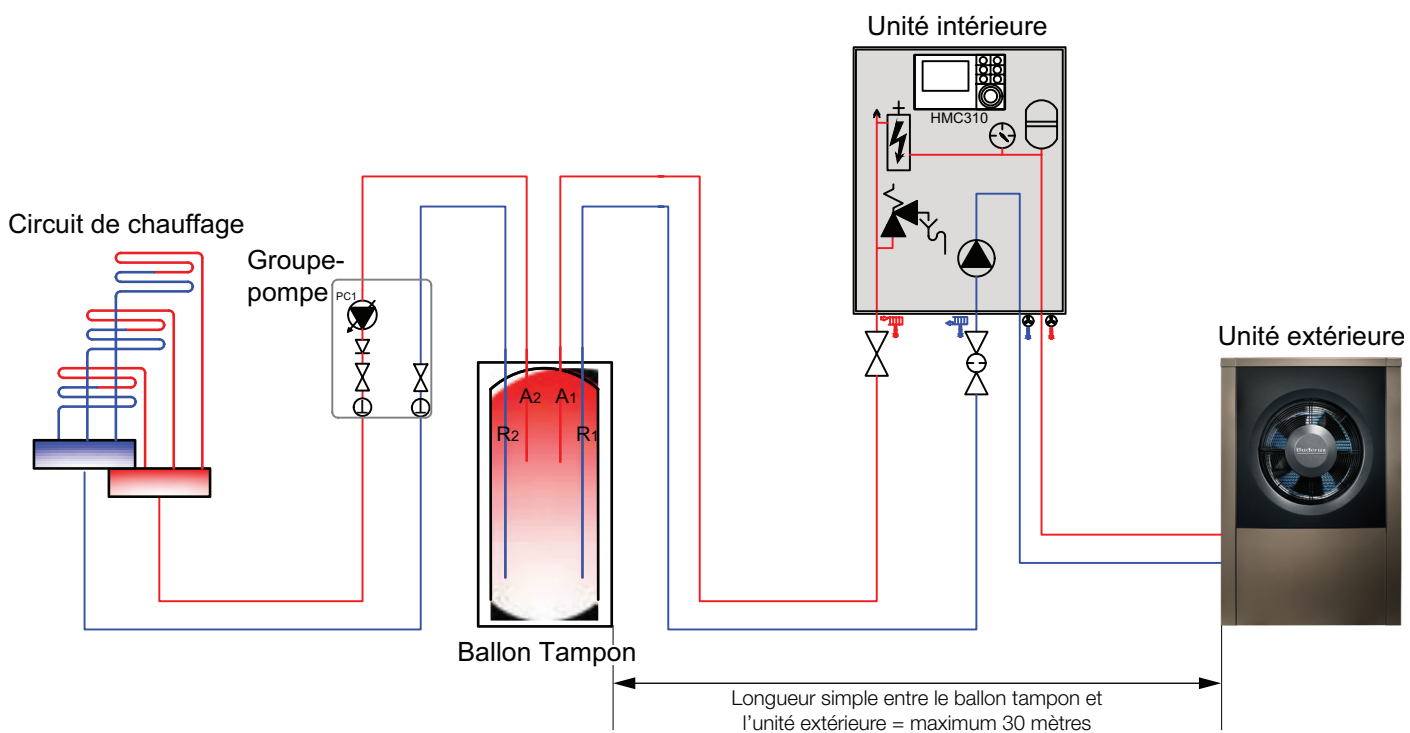 Unité intérieure
HMC310
Circuit de chauffage
Groupe-
pompe
PC1
Unité extérieure
A2 A1
R2 R1
Buderus
Ballon Tampon
Longueur simple entre le ballon tampon et
l'unité extérieure = maximum 30 mètres